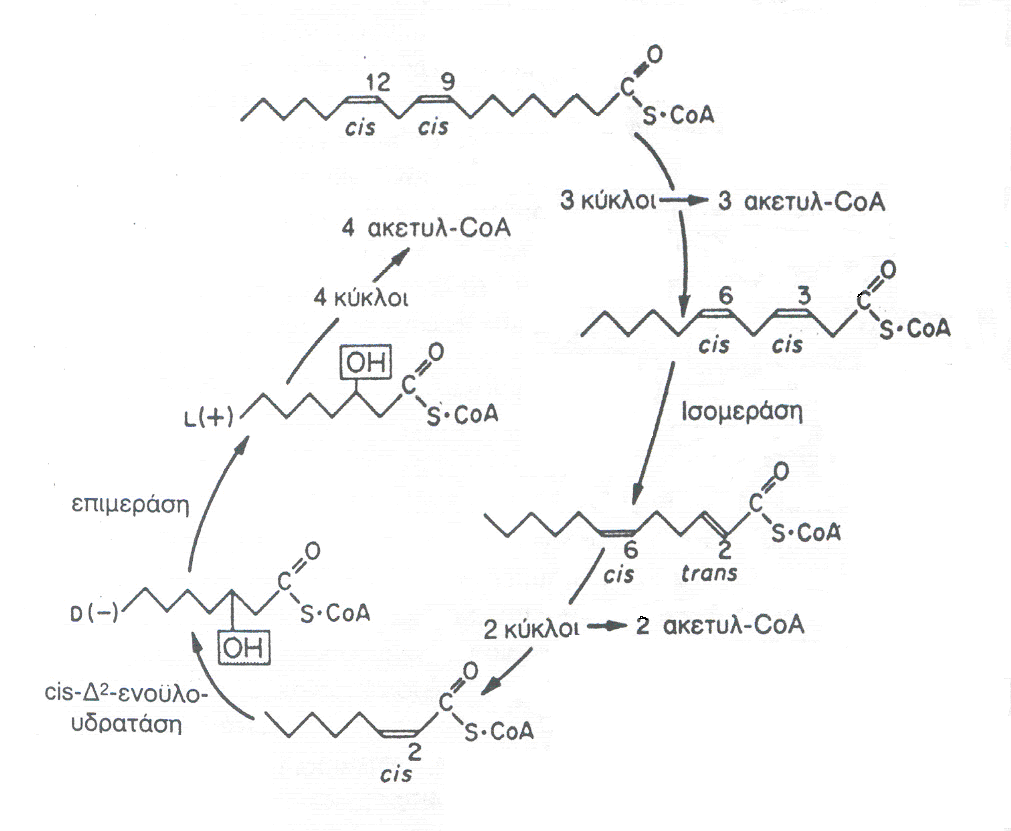 O
12 9 C
cis cis S·CoA
3 κύκλοι 3 ακετυλ-CoA
4 ακετυλ-CoA
4 κύκλοι
O
6 3 C
cis cis S·CoA
OH O
C
L(+) S·CoA
Ισομεράση
O
C
S·CoA
6 2
cis trans
επιμεράση
O
C
D(−) S·CoA
OH
2 κύκλοι 2 ακετυλ-CoA
cis-Δ²-ενοϋλο-
υδρατάση
O
C
S·CoA
2
cis